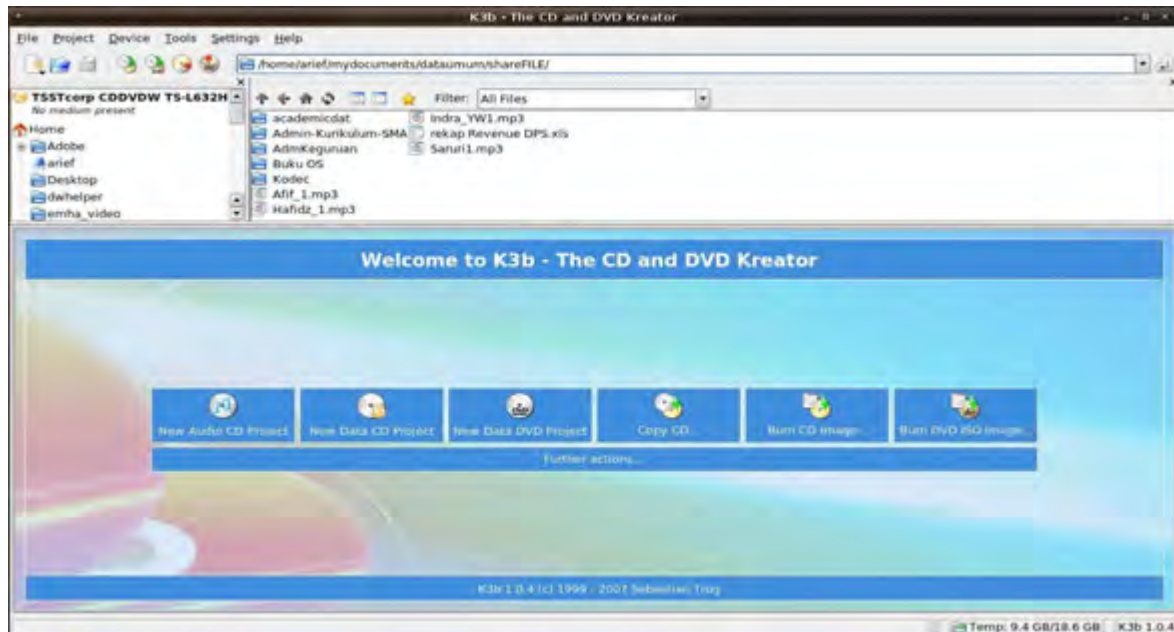 K3b - The CD and DVD Kreator
File Project Device Tools Settings Help
/home/arief/mydocuments/dataumum/shareFILE/
TSSTcorp CDDVDW TS-L632H
No medium present
Filter: All Files
Home
Adobe
arief
Desktop
dwhelper
emha_video
academicdat
Admin-Kurikulum-SMA
AdmKeguruan
Buku OS
Kodec
Afif_1.mp3
Hafidz_1.mp3
Indra_YW1.mp3
rekap Revenue DPS.xls
Sanuri1.mp3
Welcome to K3b - The CD and DVD Kreator
New Audio CD Project New Data CD Project New Data DVD Project Copy CD... Burn CD Image... Burn DVD ISO Image...
Further actions...
K3b 1.0.4 (c) 1999 - 2007 Sebastian Trüg
Temp: 9.4 GB/18.6 GB K3b 1.0.4